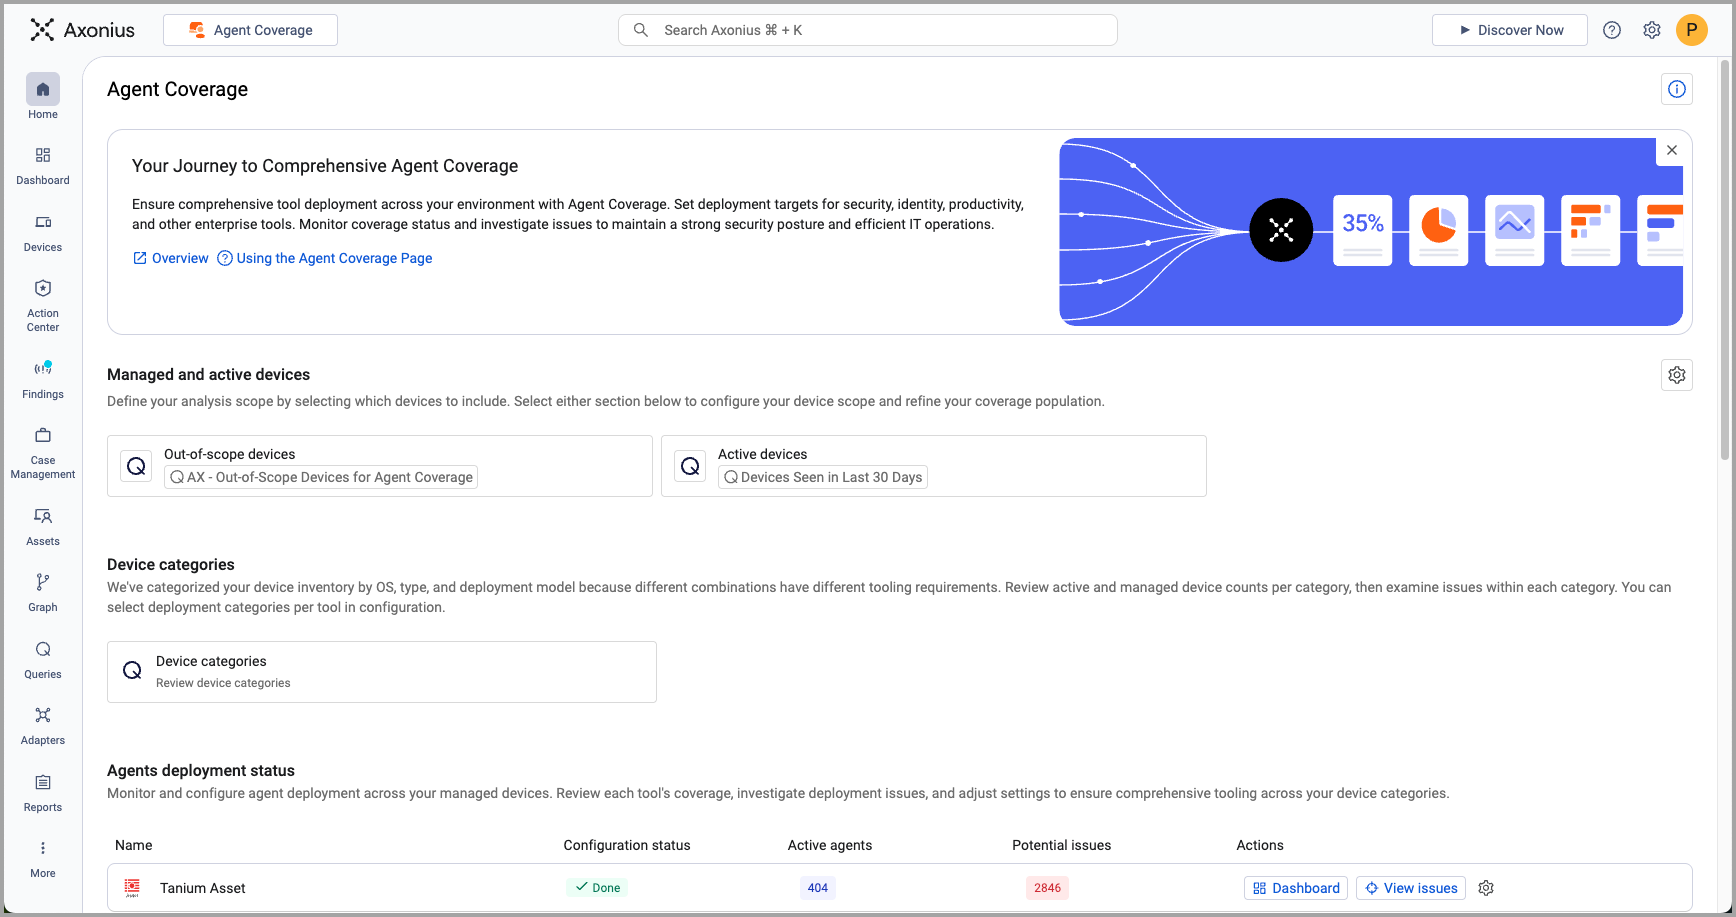 Axonius
Agent Coverage
Search Axonius ⌘ + K
Discover Now
P
Home
Dashboard
Devices
Action
Center
Findings
Case
Management
Assets
Graph
Queries
Adapters
Reports
More
Agent Coverage
Your Journey to Comprehensive Agent Coverage
Ensure comprehensive tool deployment across your environment with Agent Coverage. Set deployment targets for security, identity, productivity,
and other enterprise tools. Monitor coverage status and investigate issues to maintain a strong security posture and efficient IT operations.
Overview
Using the Agent Coverage Page
35%
Managed and active devices
Define your analysis scope by selecting which devices to include. Select either section below to configure your device scope and refine your coverage population.
Out-of-scope devices
AX - Out-of-Scope Devices for Agent Coverage
Active devices
Devices Seen in Last 30 Days
Device categories
We've categorized your device inventory by OS, type, and deployment model because different combinations have different tooling requirements. Review active and managed device counts per category, then examine issues within each category. You can
select deployment categories per tool in configuration.
Device categories
Review device categories
Agents deployment status
Monitor and configure agent deployment across your managed devices. Review each tool's coverage, investigate deployment issues, and adjust settings to ensure comprehensive tooling across your device categories.
Name Configuration status Active agents Potential issues Actions
Tanium Asset Done 404 2846 Dashboard View issues